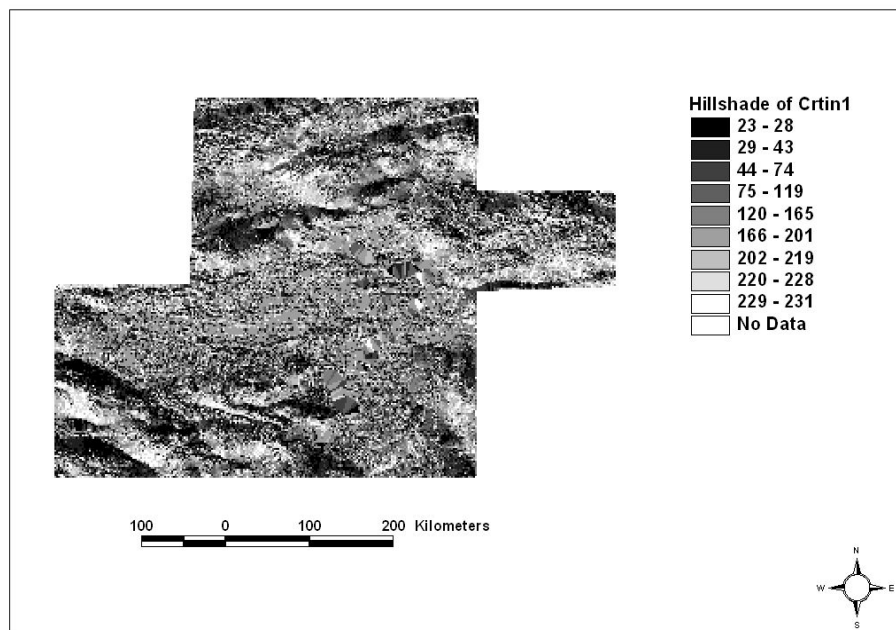 Hillshade of Crtin1
23 - 28
29 - 43
44 - 74
75 - 119
120 - 165
166 - 201
202 - 219
220 - 228
229 - 231
No Data
100 0 100 200 Kilometers
N
W E
S